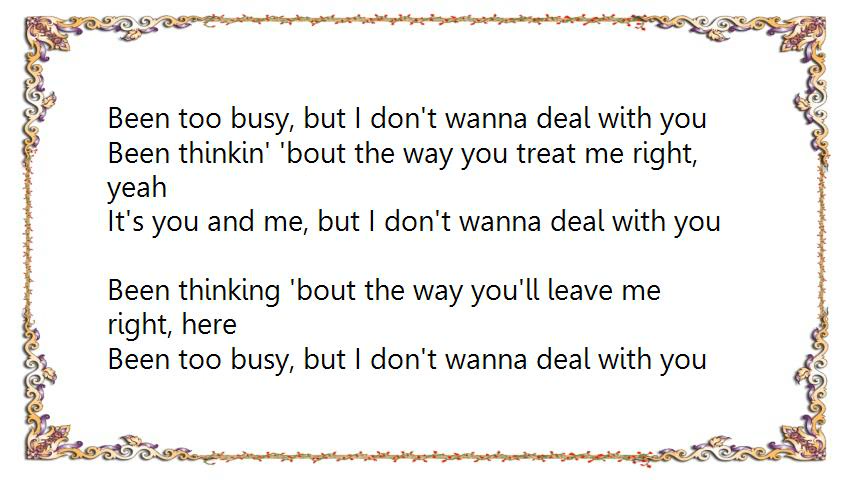 Been too busy, but I don't wanna deal with you
Been thinkin' 'bout the way you treat me right,
yeah
It's you and me, but I don't wanna deal with you
Been thinking 'bout the way you'll leave me
right, here
Been too busy, but I don't wanna deal with you